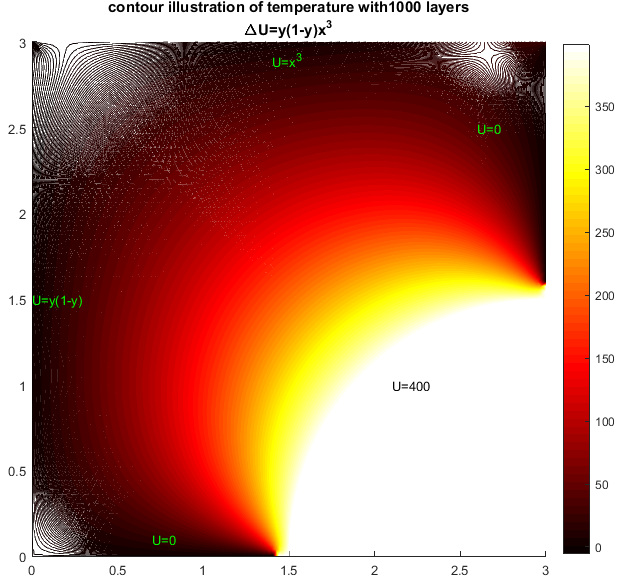 contour illustration of temperature with1000 layers
ΔU=y(1-y)x³
U=x³
U=0
U=y(1-y)
U=400
U=0
3
2.5
2
1.5
1
0.5
0
0 0.5 1 1.5 2 2.5 3
350
300
250
200
150
100
50
0